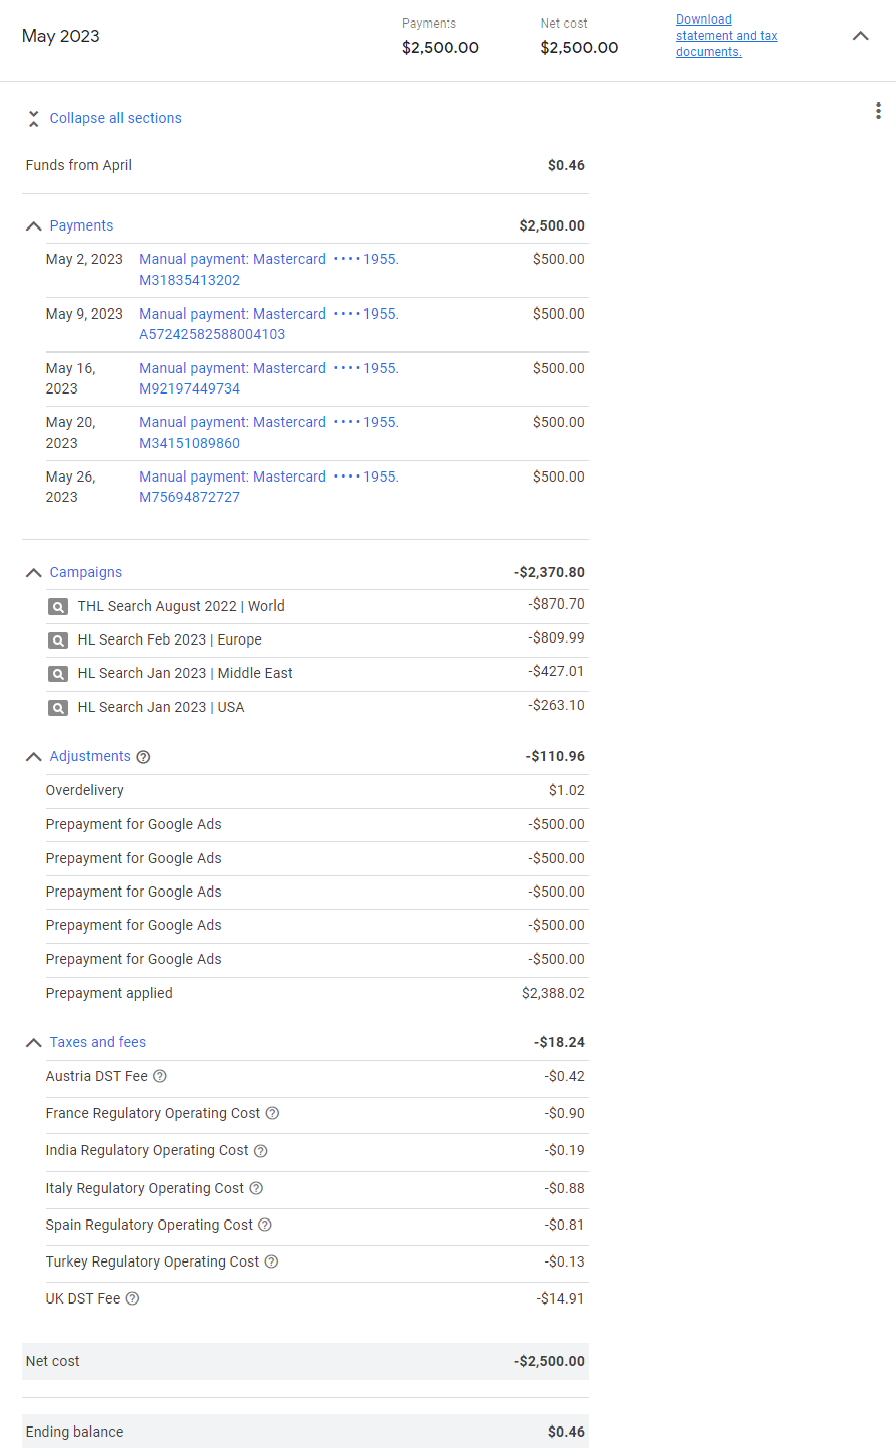 May 2023
Payments
$2,500.00
Net cost
$2,500.00
Download
statement and tax
documents.
Collapse all sections
Funds from April $0.46
Payments $2,500.00
May 2, 2023 Manual payment: Mastercard ····1955. $500.00
M31835413202
May 9, 2023 Manual payment: Mastercard ····1955. $500.00
A57242582588004103
May 16, Manual payment: Mastercard ····1955. $500.00
2023 M92197449734
May 20, Manual payment: Mastercard ····1955. $500.00
2023 M34151089860
May 26, Manual payment: Mastercard ····1955. $500.00
2023 M75694872727
Campaigns -$2,370.80
THL Search August 2022 | World -$870.70
HL Search Feb 2023 | Europe -$809.99
HL Search Jan 2023 | Middle East -$427.01
HL Search Jan 2023 | USA -$263.10
Adjustments -$110.96
Overdelivery $1.02
Prepayment for Google Ads -$500.00
Prepayment for Google Ads -$500.00
Prepayment for Google Ads -$500.00
Prepayment for Google Ads -$500.00
Prepayment for Google Ads -$500.00
Prepayment applied $2,388.02
Taxes and fees -$18.24
Austria DST Fee -$0.42
France Regulatory Operating Cost -$0.90
India Regulatory Operating Cost -$0.19
Italy Regulatory Operating Cost -$0.88
Spain Regulatory Operating Cost -$0.81
Turkey Regulatory Operating Cost -$0.13
UK DST Fee -$14.91
Net cost -$2,500.00
Ending balance $0.46